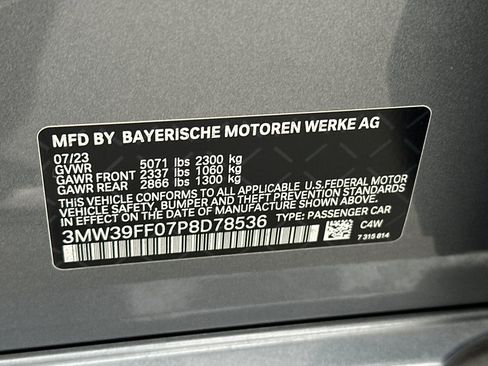 MFD BY BAYERISCHE MOTOREN WERKE AG
07/23
GVWR 5071 lbs 2300 kg
GAWR FRONT 2337 lbs 1060 kg
GAWR REAR 2866 lbs 1300 kg
THIS VEHICLE CONFORMS TO ALL APPLICABLE U.S.FEDERAL MOTOR
VEHICLE SAFETY, BUMPER, AND THEFT PREVENTION STANDARDS
IN EFFECT ON THE DATE OF MANUFACTURE SHOWN ABOVE.
3MW39FF07P8D78536 TYPE: PASSENGER CAR
C4W
7 315 814